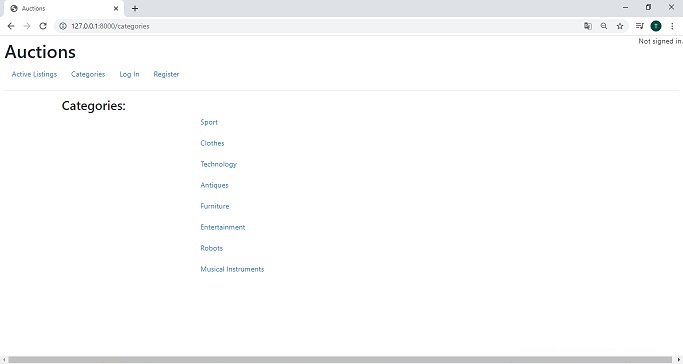 Auctions
127.0.0.1:8000/categories
T
Not signed in.
Auctions
Active Listings Categories Log In Register
Categories:
Sport
Clothes
Technology
Antiques
Furniture
Entertainment
Robots
Musical Instruments